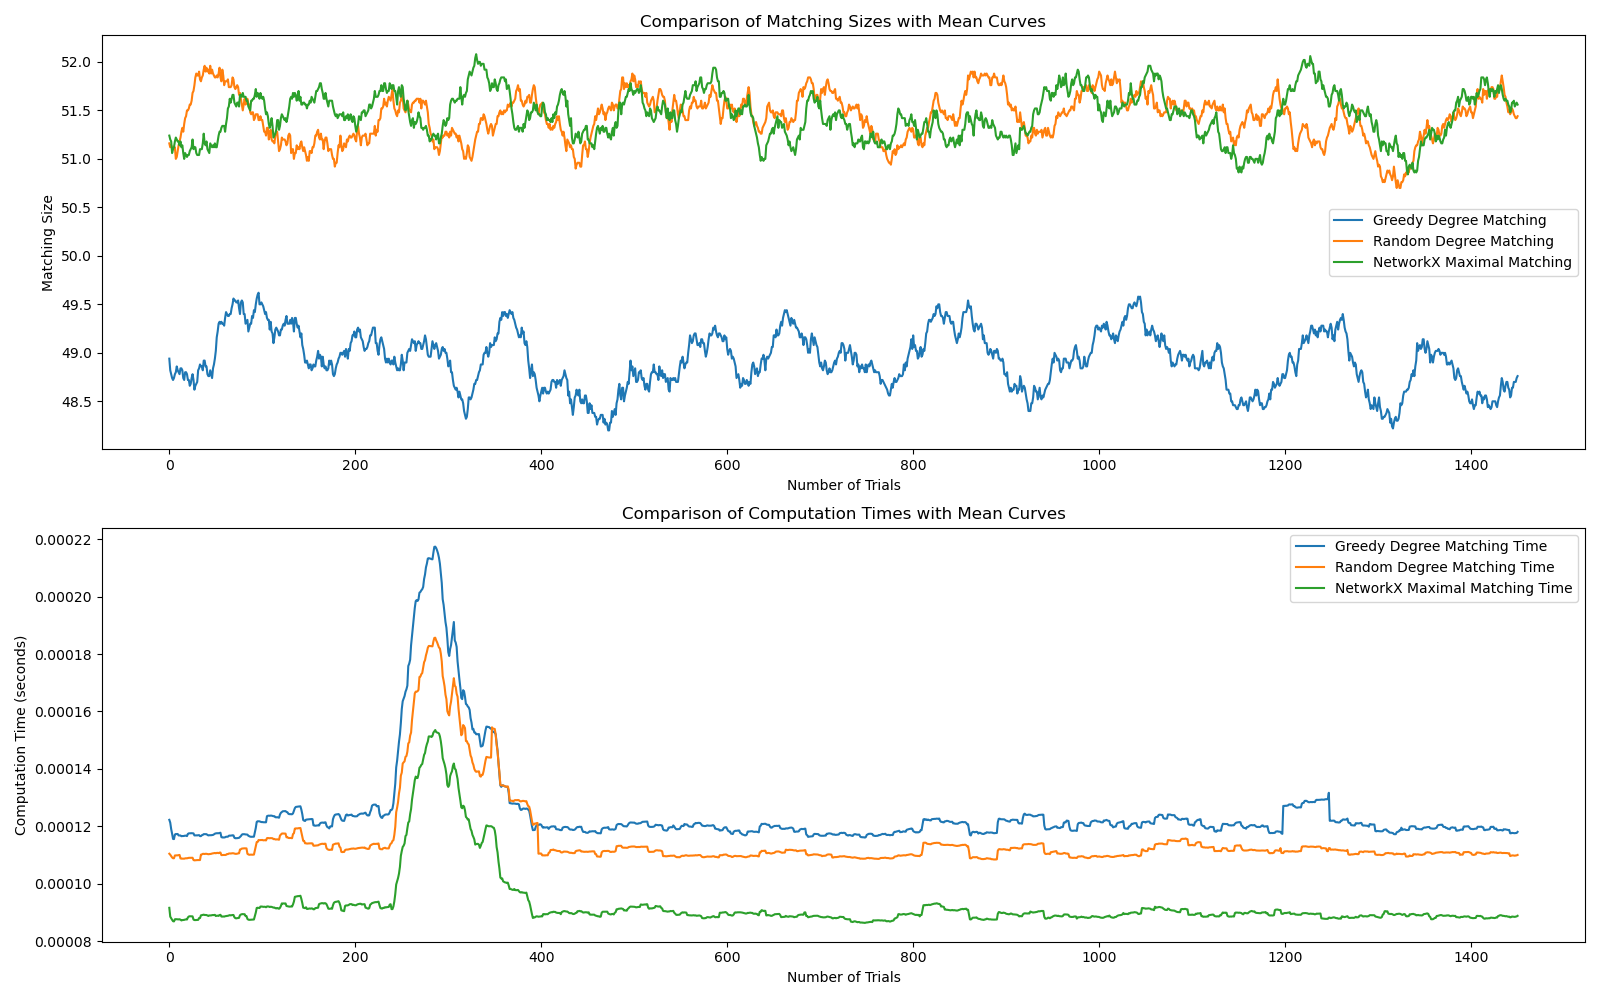 Comparison of Matching Sizes with Mean Curves
52.0
51.5
51.0
50.5
50.0
49.5
49.0
48.5
Matching Size
Greedy Degree Matching
Random Degree Matching
NetworkX Maximal Matching
0 200 400 600 800 1000 1200 1400
Number of Trials
Comparison of Computation Times with Mean Curves
0.00022
0.00020
0.00018
0.00016
0.00014
0.00012
0.00010
0.00008
Computation Time (seconds)
Greedy Degree Matching Time
Random Degree Matching Time
NetworkX Maximal Matching Time
0 200 400 600 800 1000 1200 1400
Number of Trials